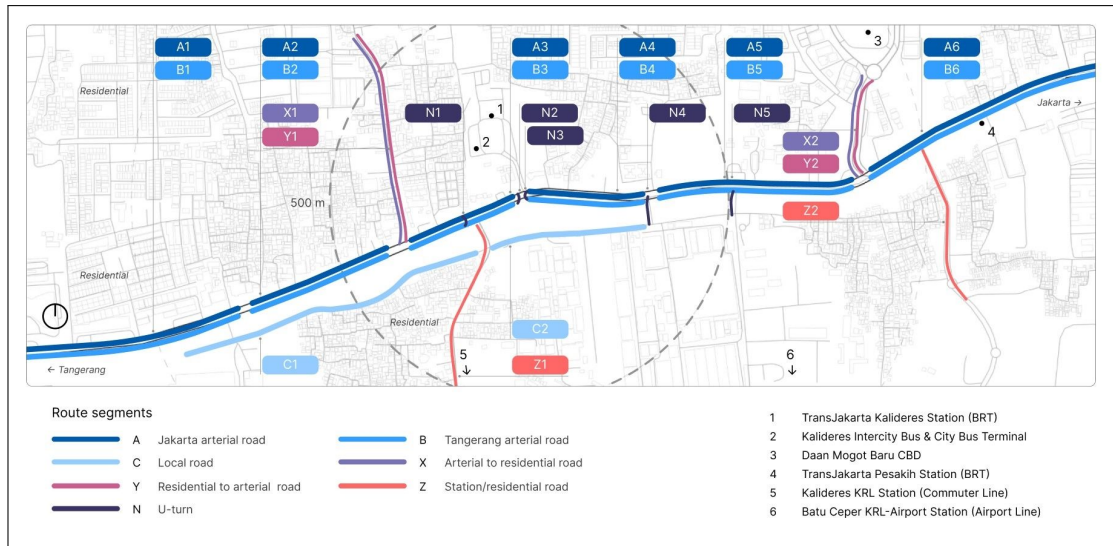 A1
A2
A3
A4
A5
A6
B1
B2
B3
B4
B5
B6
3
Residential
X1
N1
1
N2
N4
N5
Jakarta →
Y1
N3
4
2
X2
Y2
500 m
Z2
Residential
Residential
C2
← Tangerang
C1
5
↓
Z1
6
↓
Route segments
A Jakarta arterial road
B Tangerang arterial road
C Local road
X Arterial to residential road
Y Residential to arterial road
Z Station/residential road
N U-turn
1 TransJakarta Kalideres Station (BRT)
2 Kalideres Intercity Bus & City Bus Terminal
3 Daan Mogot Baru CBD
4 TransJakarta Pesakih Station (BRT)
5 Kalideres KRL Station (Commuter Line)
6 Batu Ceper KRL-Airport Station (Airport Line)